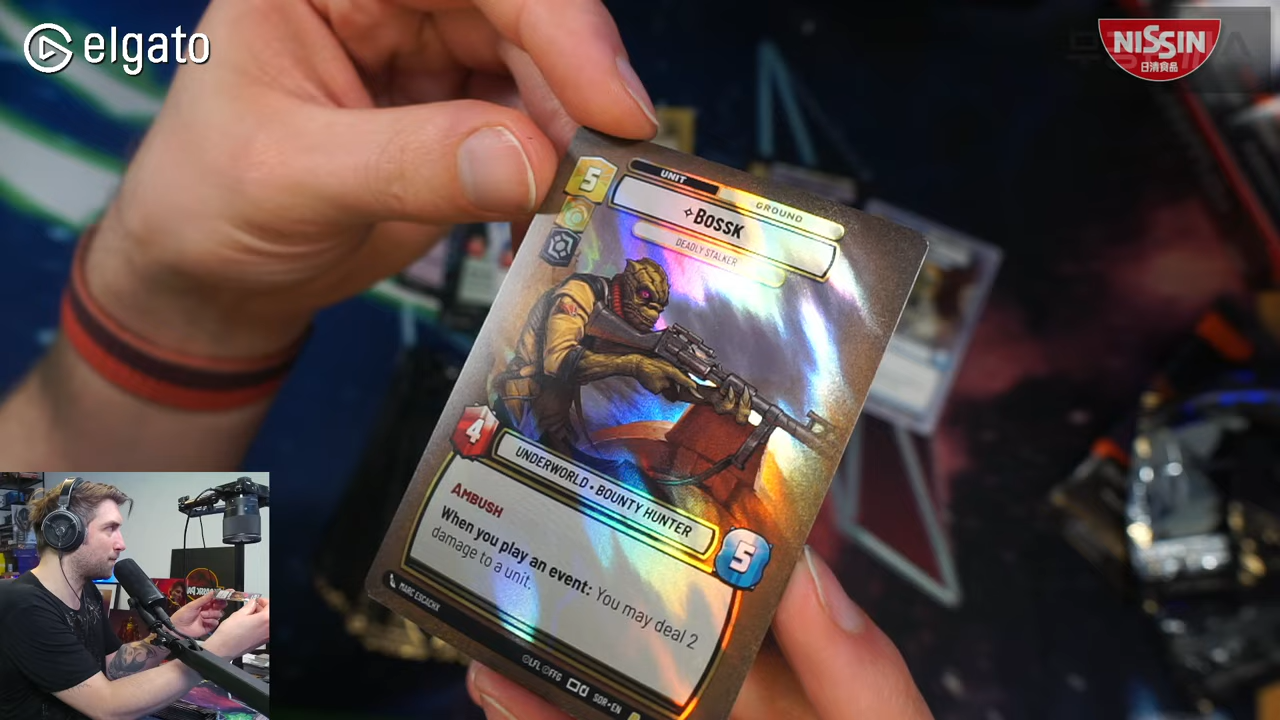 elgato
NISSIN
日清食品
5
UNIT
GROUND
BOSSK
DEADLY STALKER
4
UNDERWORLD • BOUNTY HUNTER
5
AMBUSH
When you play an event: You may deal 2
damage to a unit.
MARC ESCACHX
©LFL ©FFG
SOR•EN